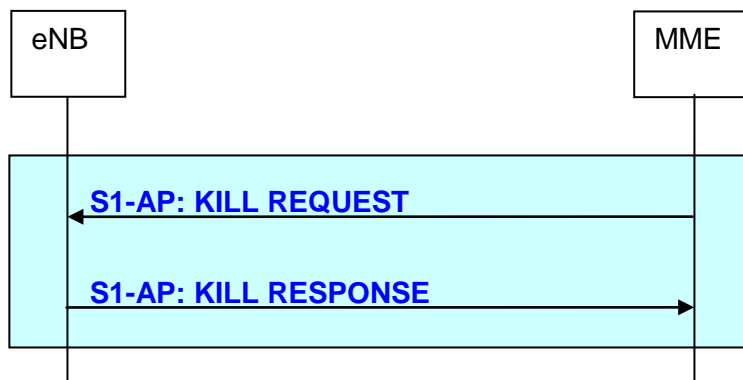 eNB
MME
S1-AP: KILL REQUEST
S1-AP: KILL RESPONSE